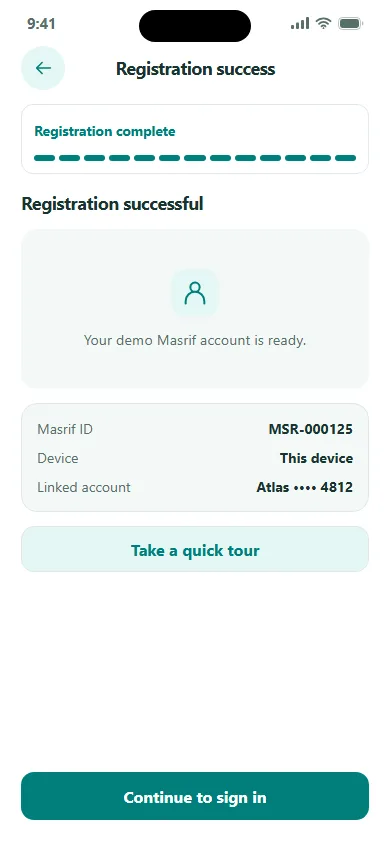 9:41
Registration success
Registration complete
Registration successful
Your demo Masrif account is ready.
Masrif ID MSR-000125
Device This device
Linked account Atlas •••• 4812
Take a quick tour
Continue to sign in